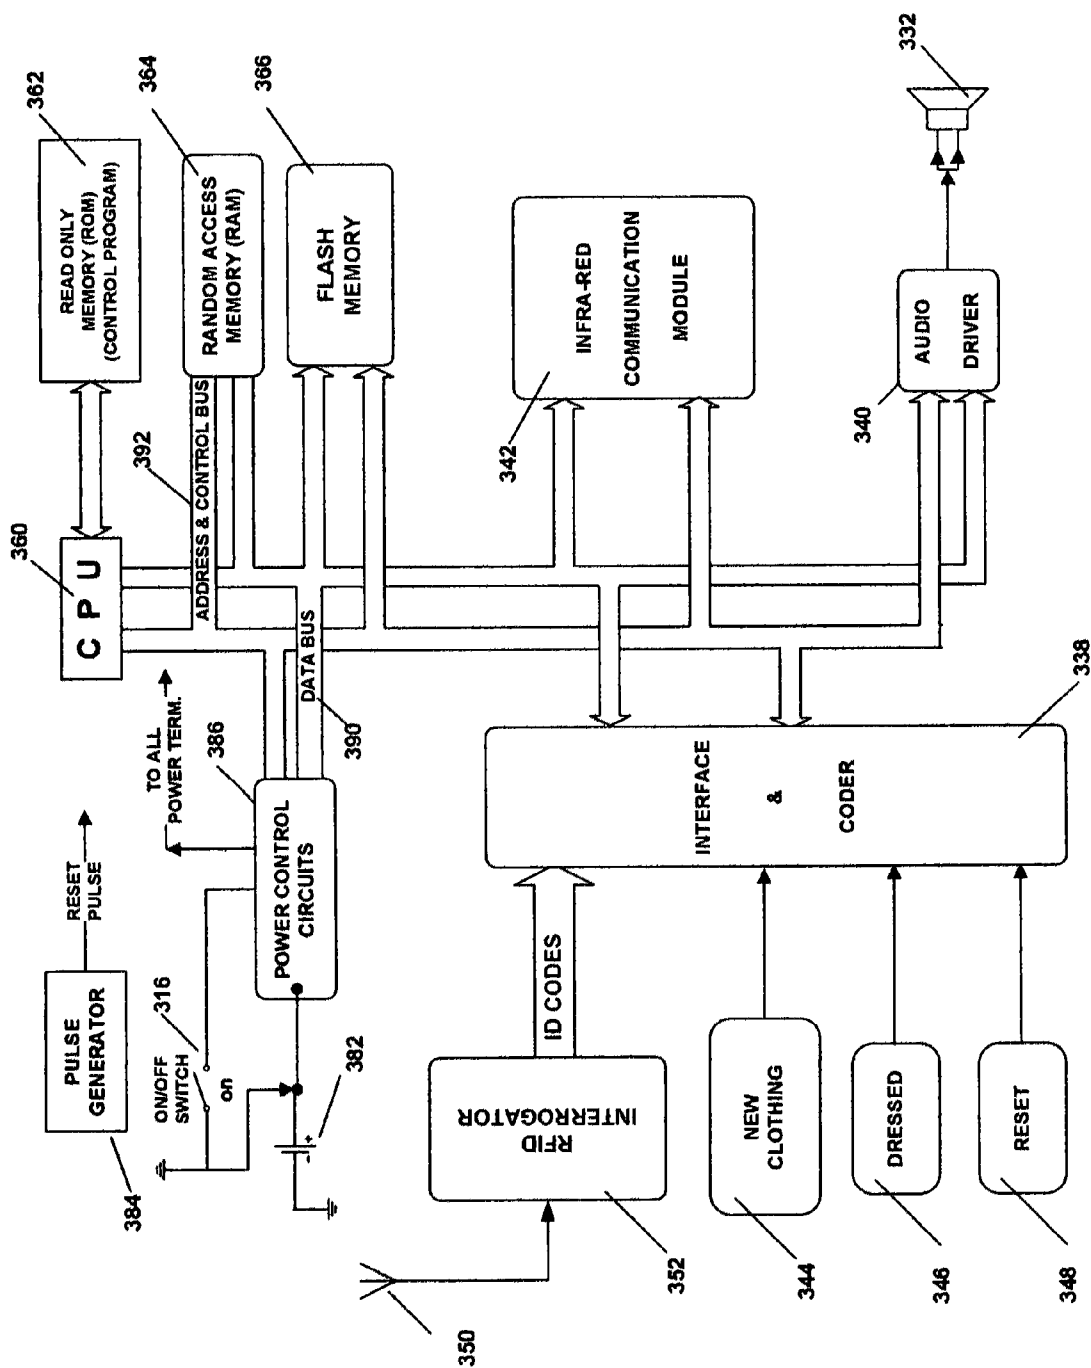 384
PULSE
GENERATOR
RESET
PULSE
360
C P U
362
READ ONLY
MEMORY (ROM)
(CONTROL PROGRAM)
316
ON/OFF
SWITCH
on
TO ALL
POWER TERM.
392
ADDRESS & CONTROL BUS
364
RANDOM ACCESS
MEMORY (RAM)
382
386
POWER CONTROL
CIRCUITS
DATA BUS
390
366
FLASH
MEMORY
350
352
RFID
INTERROGATOR
ID CODES
INTERFACE
&
CODER
338
342
INFRA-RED
COMMUNICATION
MODULE
344
NEW
CLOTHING
346
DRESSED
348
RESET
340
AUDIO
DRIVER
332